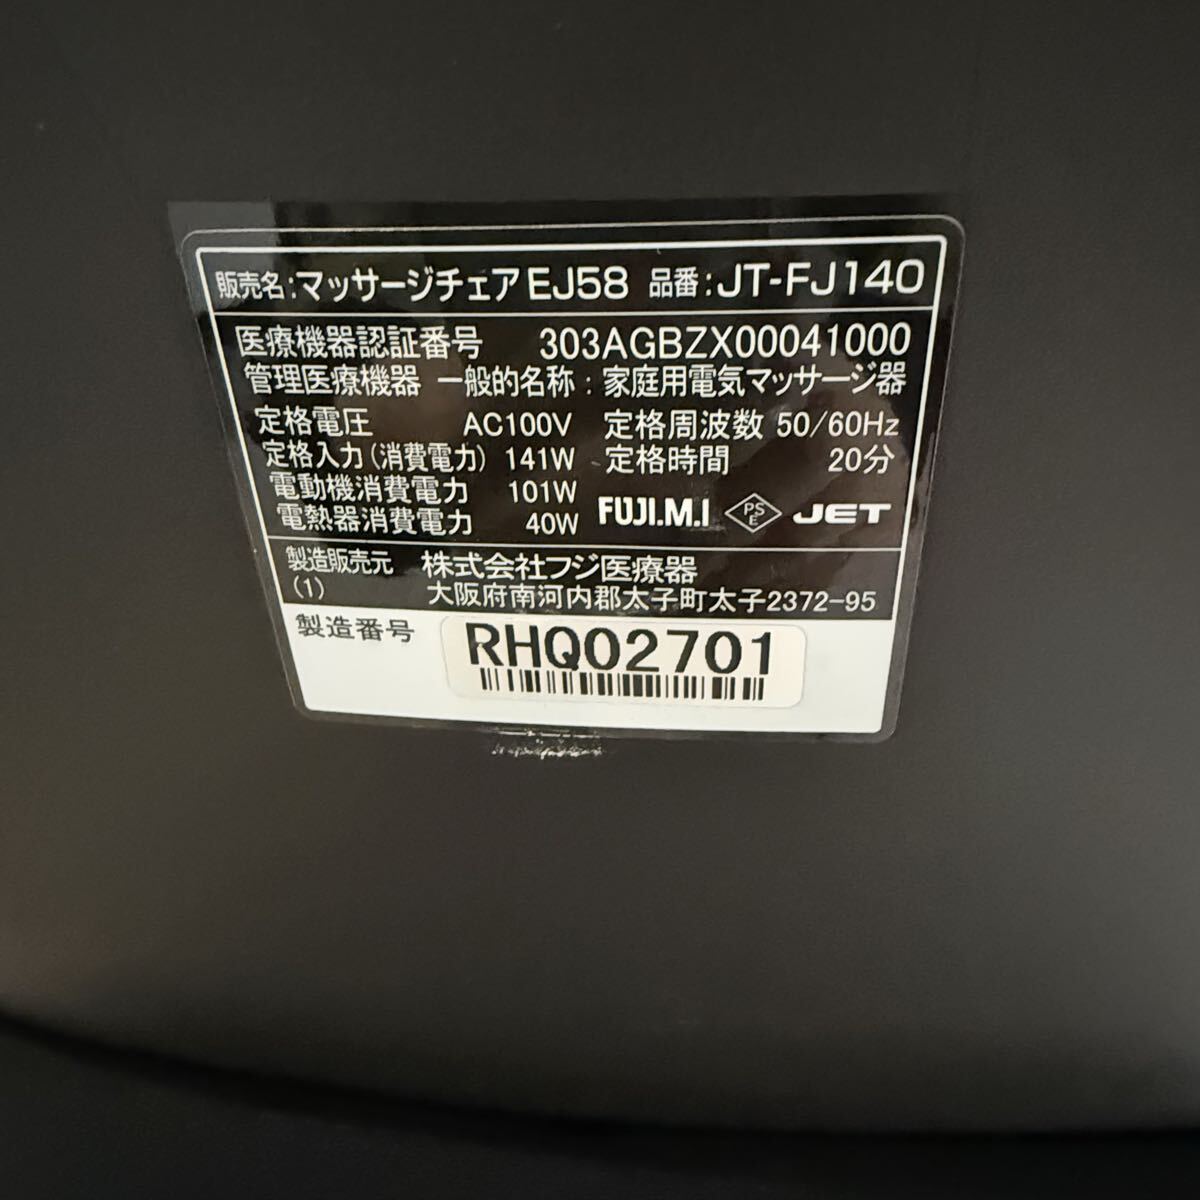 販売名:マッサージチェアEJ58 品番:JT-FJ140
医療機器認証番号 303AGBZX00041000
管理医療機器 一般的名称:家庭用電気マッサージ器
定格電圧 AC100V 定格周波数 50/60Hz
定格入力(消費電力) 141W 定格時間 20分
電動機消費電力 101W
電熱器消費電力 40W FUJI.M.I PSE JET
製造販売元 株式会社フジ医療器
(1) 大阪府南河内郡太子町太子2372-95
製造番号 RHQ02701